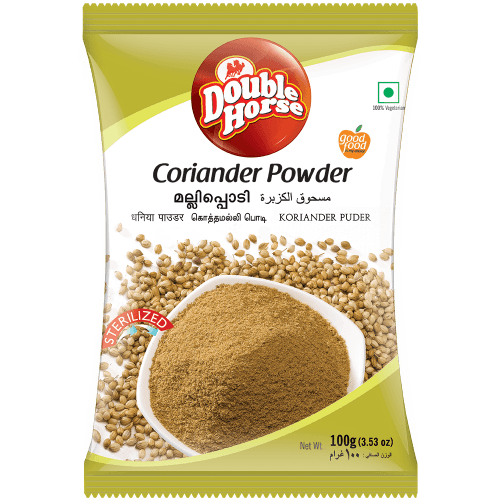 Double
Horse
100% Vegetarian
good
food
Coriander Powder
മല്ലിപ്പൊടി مسحوق الكزبرة
धनिया पाउडर கொத்தமல்லி பொடி KORIANDER PUDER
STERILIZED
Net Wt. 100g (3.53 oz)
الوزن الصافي: ١٠٠ غرام